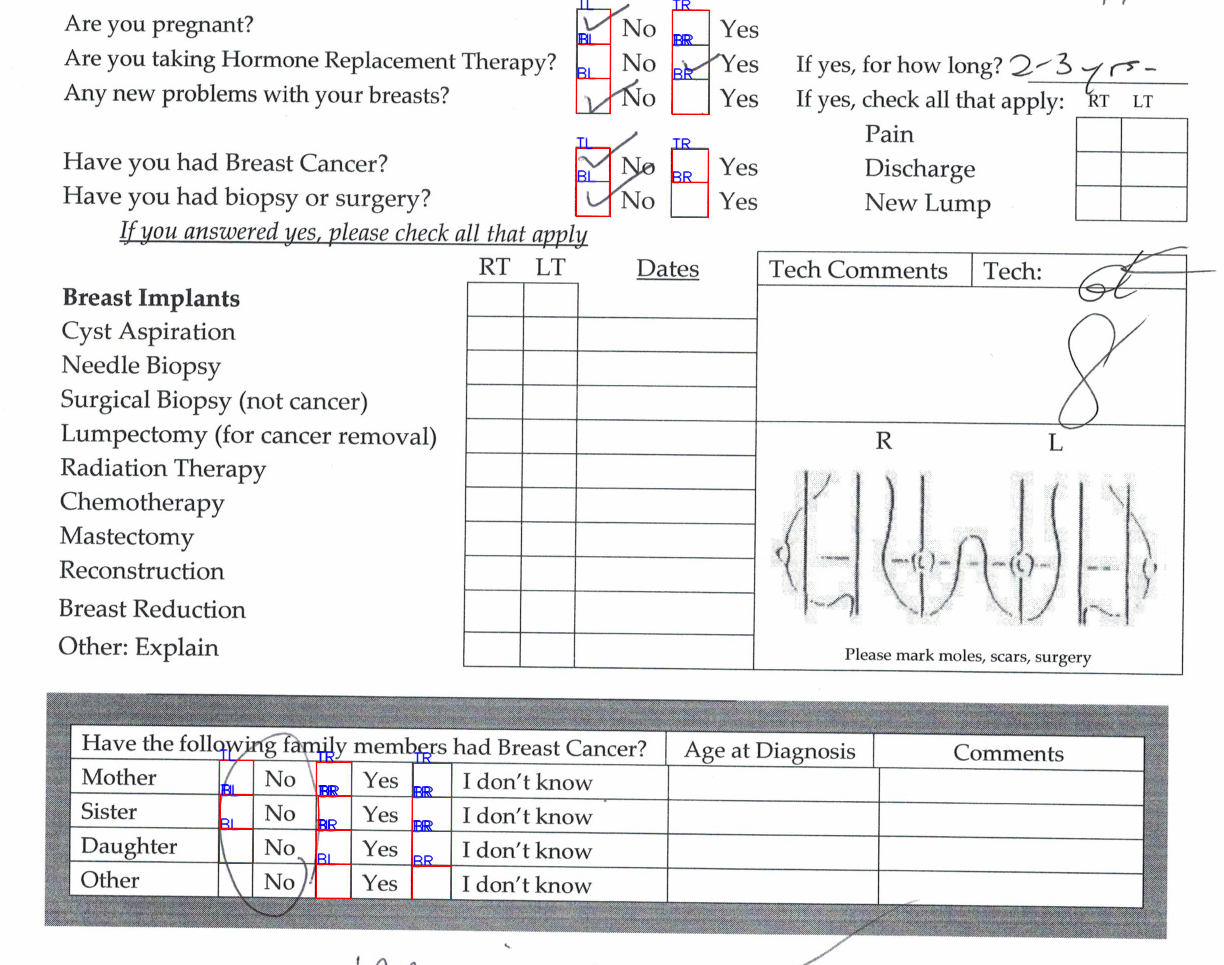 TL TR
Are you pregnant? No Yes
BL BR
Are you taking Hormone Replacement Therapy? No Yes If yes, for how long? 2-3 yrs-
BL BR
Any new problems with your breasts? No Yes If yes, check all that apply: RT LT
Pain
TL TR
Have you had Breast Cancer? No Yes Discharge
BL BR
Have you had biopsy or surgery? No Yes New Lump
If you answered yes, please check all that apply
RT LT Dates Tech Comments Tech:
Breast Implants
Cyst Aspiration
Needle Biopsy
Surgical Biopsy (not cancer)
Lumpectomy (for cancer removal)
R L
Radiation Therapy
Chemotherapy
Mastectomy
Reconstruction
Breast Reduction
Other: Explain
Please mark moles, scars, surgery
Have the following family members had Breast Cancer? Age at Diagnosis Comments
TL TR TR
Mother No Yes I don't know
BL BR BR
Sister No Yes I don't know
BL BR BR
Daughter No Yes I don't know
BL BR
Other No Yes I don't know